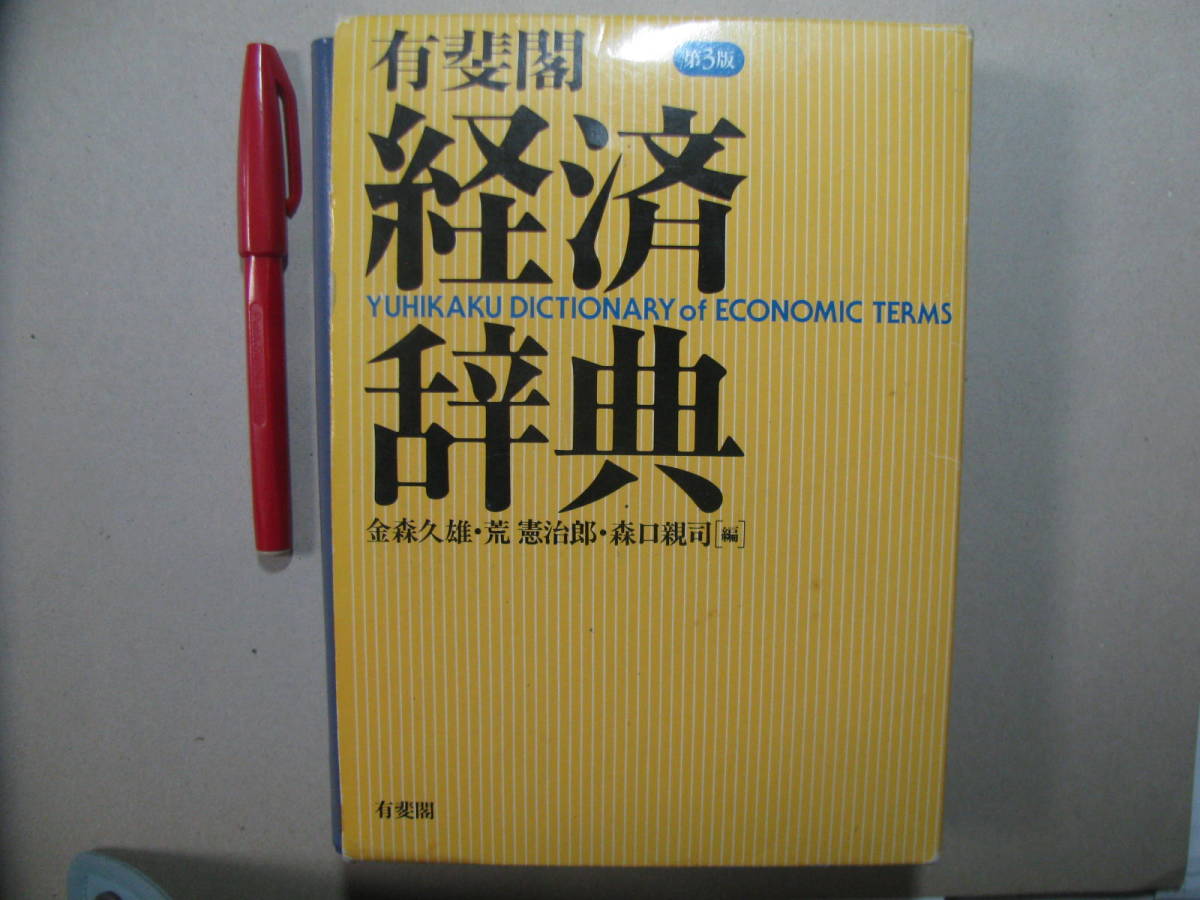 有斐閣
第3版
経済
YUHIKAKU DICTIONARY of ECONOMIC TERMS
辞典
金森久雄・荒 憲治郎・森口親司[編]
有斐閣